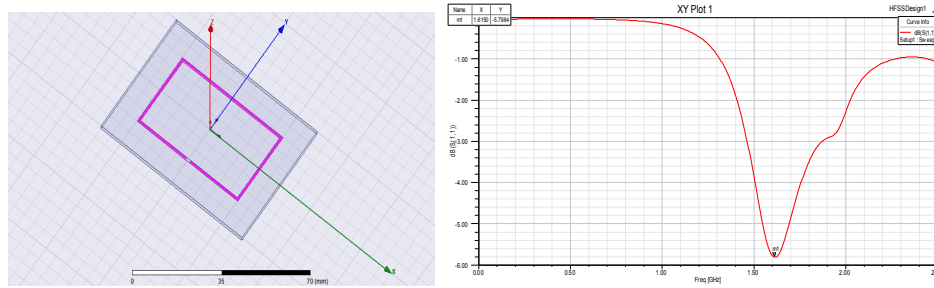 Z
Y
X
0 35 70 (mm)
XY Plot 1
HFSSDesign1
Name X Y
m1 1.6150 -5.7984
Curve Info
dB(S(1,1
Setup1 : Sweep
-1.00
-2.00
-3.00
-4.00
-5.00
-6.00
dB(S(1,1))
m1
0.00 0.50 1.00 1.50 2.00
Freq [GHz]